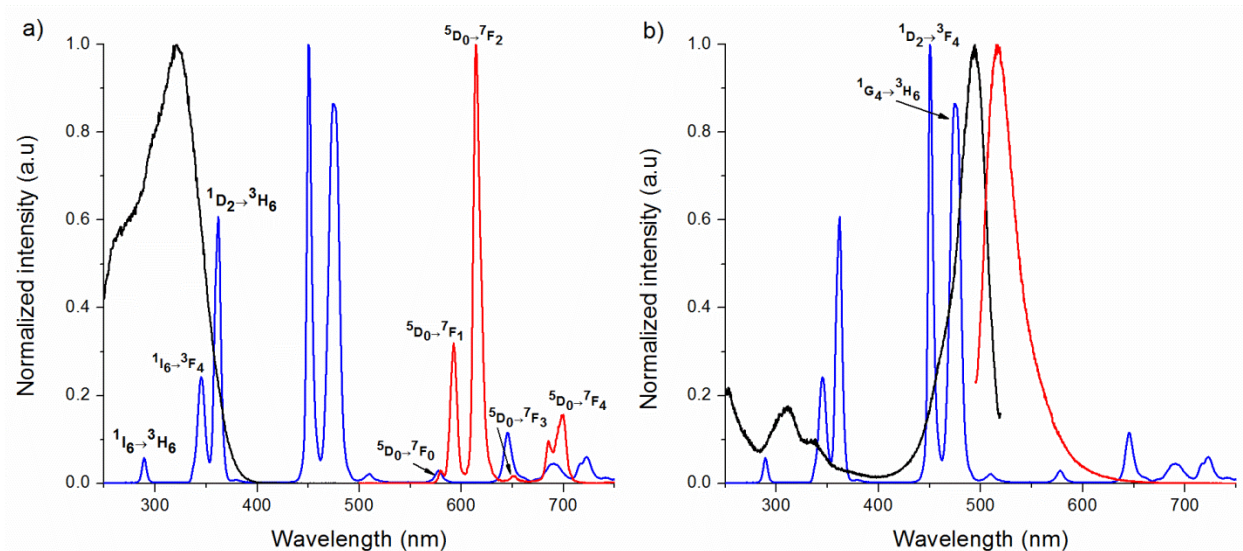 a)
Normalized intensity (a.u)
1.0
0.8
0.6
0.4
0.2
0.0
⁵D₀→⁷F₂
¹D₂→³H₆
⁵D₀→⁷F₁
¹I₆→³F₄
¹I₆→³H₆
⁵D₀→⁷F₀
⁵D₀→⁷F₃
⁵D₀→⁷F₄
300 400 500 600 700
Wavelength (nm)
b)
Normalized intensity (a.u)
1.0
0.8
0.6
0.4
0.2
0.0
¹D₂→³F₄
¹G₄→³H₆
300 400 500 600 700
Wavelength (nm)